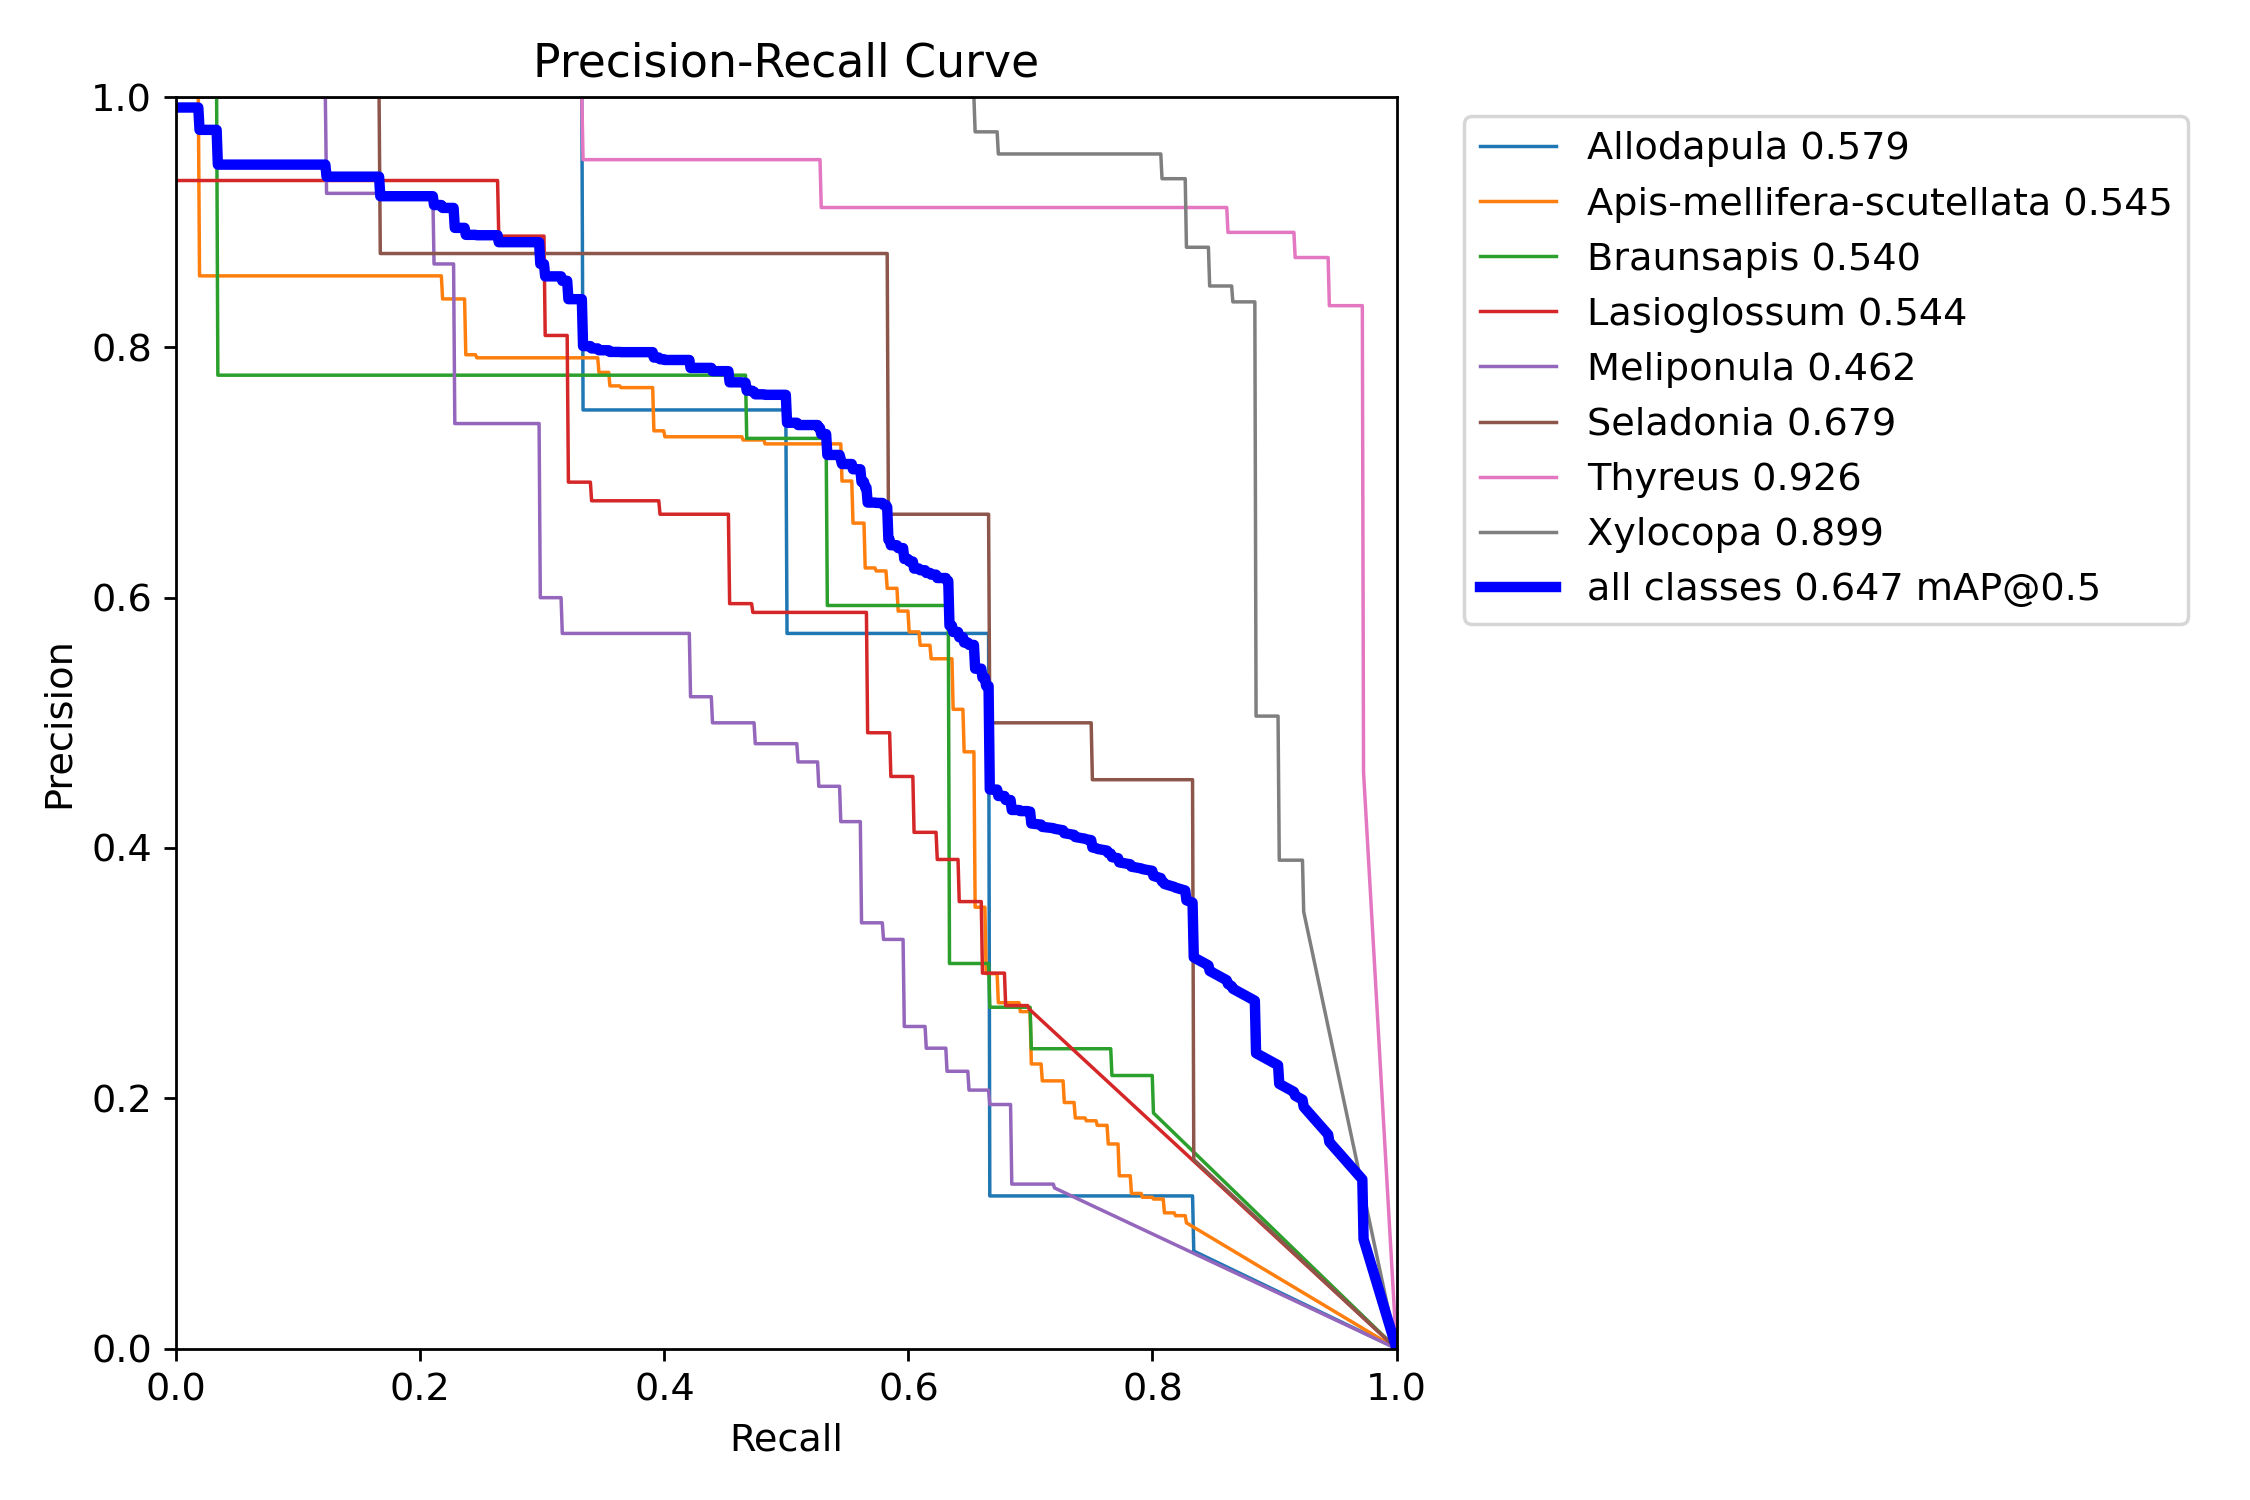 Precision-Recall Curve
1.0
0.8
0.6
0.4
0.2
0.0
Precision
0.0 0.2 0.4 0.6 0.8 1.0
Recall
Allodapula 0.579
Apis-mellifera-scutellata 0.545
Braunsapis 0.540
Lasioglossum 0.544
Meliponula 0.462
Seladonia 0.679
Thyreus 0.926
Xylocopa 0.899
all classes 0.647 mAP@0.5